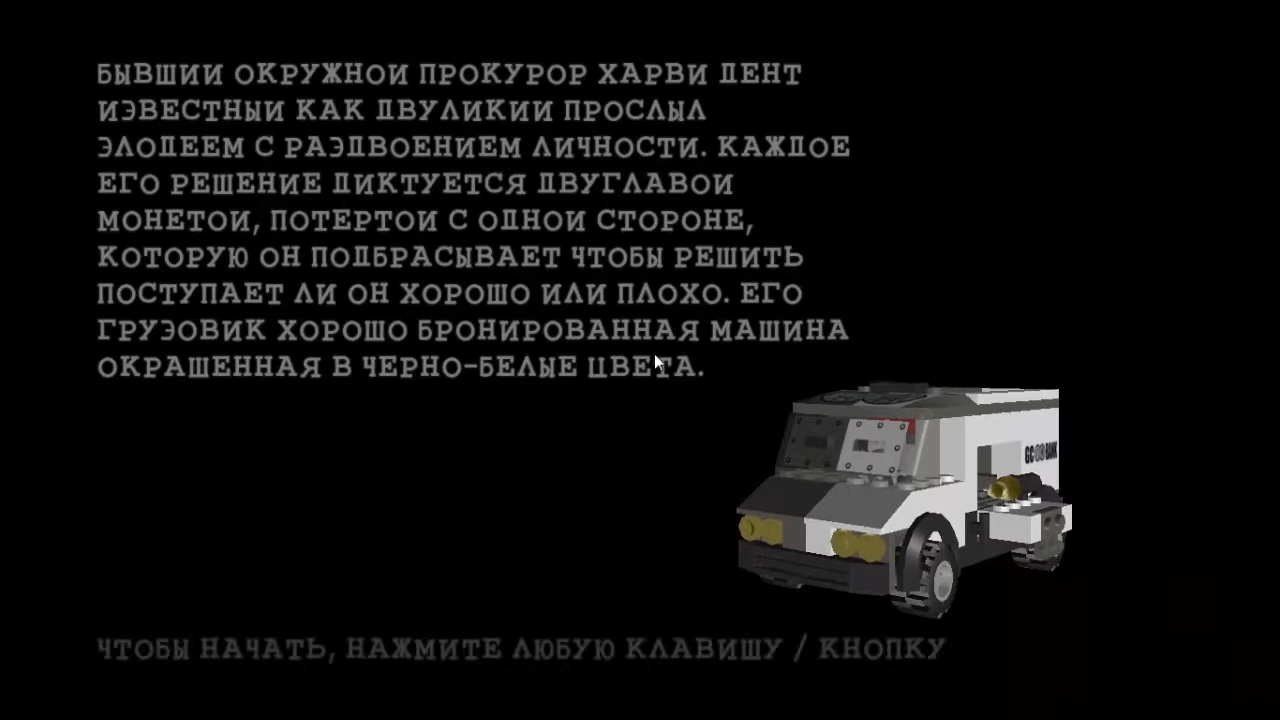 БЫВШИИ ОКРУЖНОИ ПРОКУРОР ХАРВИ ДЕНТ
ИЗВЕСТНЫИ КАК ДВУЛИКИИ ПРОСЛЫЛ
ЗЛОДЕЕМ С РАЗДВОЕНИЕМ ЛИЧНОСТИ. КАЖДОЕ
ЕГО РЕШЕНИЕ ДИКТУЕТСЯ ДВУГЛАВОИ
МОНЕТОИ, ПОТЕРТОИ С ОДНОИ СТОРОНЕ,
КОТОРУЮ ОН ПОДБРАСЫВАЕТ ЧТОБЫ РЕШИТЬ
ПОСТУПАЕТ ЛИ ОН ХОРОШО ИЛИ ПЛОХО. ЕГО
ГРУЗОВИК ХОРОШО БРОНИРОВАННАЯ МАШИНА
ОКРАШЕННАЯ В ЧЕРНО-БЕЛЫЕ ЦВЕТА.
GC BANK
ЧТОБЫ НАЧАТЬ, НАЖМИТЕ ЛЮБУЮ КЛАВИШУ / КНОПКУ